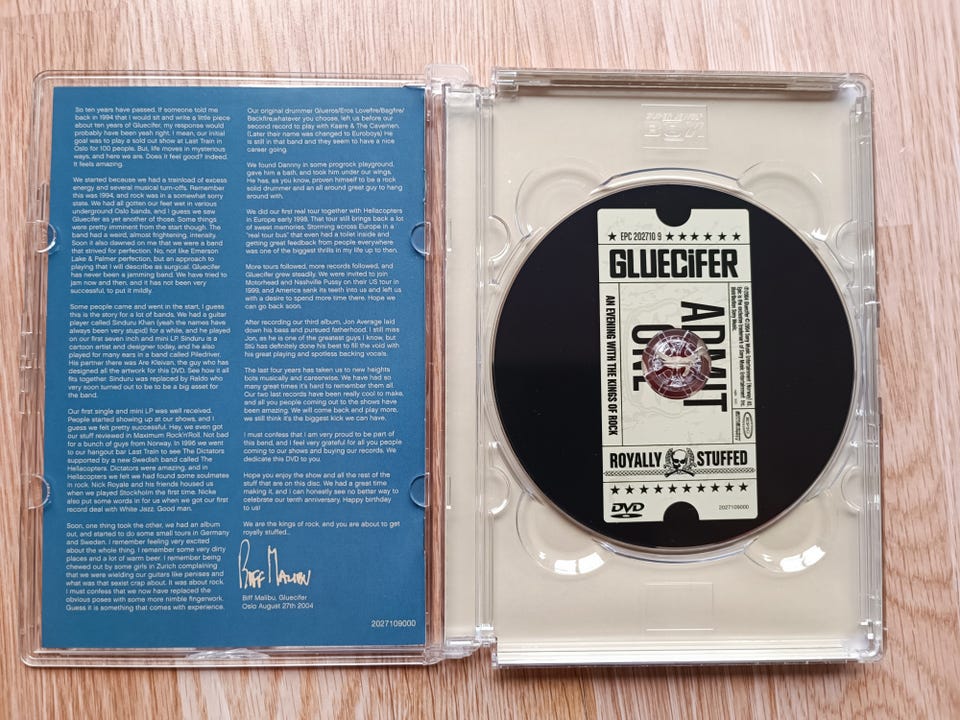 So ten years have passed. If someone told me
back in 1994 that I would sit and write a little piece
about ten years of Gluecifer, my response
would probably have been yeah right. I mean, our initial
goal was to play a sold out show at Last Train in
Oslo for 100 people. But, life moves in mysterious
ways, and here we are. Does it feel good? Indeed.
It feels amazing.
We started because we had a trainload of excess
energy and several musical turn-offs. Remember
this was 1994, and rock was in a somewhat sorry
state. We had all gotten our feet wet in various
underground Oslo bands, and I guess we saw
Gluecifer as yet another of those. Some things
were pretty imminent from the start though. The
band had a weird, almost frightening, intensity.
Soon it also dawned on me that we were a band
that strived for perfection. No, not like Emerson
Lake & Palmer perfection, but an approach to
playing that I will describe as surgical. Gluecifer
has never been a jamming band. We have tried to
jam now and then, and it has not been very
successful, to put it mildly.
Some people came and went in the start. I guess
this is the story for a lot of bands. We had a guitar
player called Sindure Khan (yeah the names have
always been very stupid) for a while, and he played
on our first seven inch and mini LP. Sinduru is a
cartoon artist and designer today, and he also
played for many ears in a band called Piledriver.
His partner there was Are Kleivan, the guy who has
designed all the artwork for this DVD. See how it all
fits together. Sinduru was replaced by Raldo who
very soon turned out to be to be a big asset for
the band.
Our first single and mini LP was well received.
People started showing up at our shows, and I
guess we felt pretty successful. Hey, we even got
our stuff reviewed in Maximum Rock'n'Roll. Not bad
for a bunch of guys from Norway. In 1996 we went
to our hangout bar Last Train to see The Dictators
supported by a new Swedish band called The
Hellacopters. Dictators were amazing, and in
Hellacopters we felt we had found some soulmates
in rock. Nick Royale and his friends housed us
when we played Stockholm the first time. Nicke
also put some words in for us when we got our first
record deal with White Jazz. Good man.
Soon, one thing took the other, we had an album
out, and started to do some small tours in Germany
and Sweden. I remember feeling very excited
about the whole thing. I remember some very dirty
places and a lot of warm beer. I remember being
chewed out by some girls in Zurich complaining
that we were wielding our guitars like penises and
what was that sexist crap about. It was about rock.
I must confess that we now have replaced the
obvious poses with some more nimble fingerwork.
Guess it is something that comes with experience.
Our original drummer Glueros/Eros Lovefire/Bagfire/
Backfire,whatever you choose, left us before our
second record to play with Kaare & The Cavemen.
(Later their name was changed to Euroboys) He
is still in that band and they seem to have a nice
career going.
We found Dannny in some progrock playground,
gave him a bath, and took him under our wings.
He has, as you know, proven himself to be a rock
solid drummer and an all around great guy to hang
around with.
We did our first real tour together with Hellacopters
in Europe early 1998. That tour still brings back a lot
of sweet memories. Storming across Europe in a
"real tour bus" that even had a toilet inside and
getting great feedback from people everywhere
was one of the biggest thrills in my life up to then.
More tours followed, more records followed, and
Gluecifer grew steadily. We were invited to join
Motorhead and Nashville Pussy on their US tour in
1999, and America sank its teeth into us and left us
with a desire to spend more time there. Hope we
can go back soon.
After recording our third album, Jon Average laid
down his bass and pursued fatherhood. I still miss
Jon, as he is one of the greatest guys I know, but
Stü has definitely done his best to fill the void with
his great playing and spotless backing vocals.
The last four years has taken us to new heights
both musically and careerwise. We have had so
many great times it's hard to remember them all.
Our two last records have been really cool to make,
and all you people coming out to the shows have
been amazing. We will come back and play more,
we still think it's the biggest kick we can have.
I must confess that I am very proud to be part of
this band, and I feel very grateful for all you people
coming to our shows and buying our records. We
dedicate this DVD to you.
Hope you enjoy the show and all the rest of the
stuff that are on this disc. We had a great time
making it, and I can honestly see no better way to
celebrate our tenth anniversary. Happy birthday
to us!
We are the kings of rock, and you are about to get
royally stuffed..
Biff Malibu
Biff Malibu, Gluecifer
Oslo August 27th 2004
2027109000
EPC 202710 9
GLUECiFER
ADMIT
ONE
AN EVENING WITH THE KINGS OF ROCK
ROYALLY STUFFED
DVD
2027109000